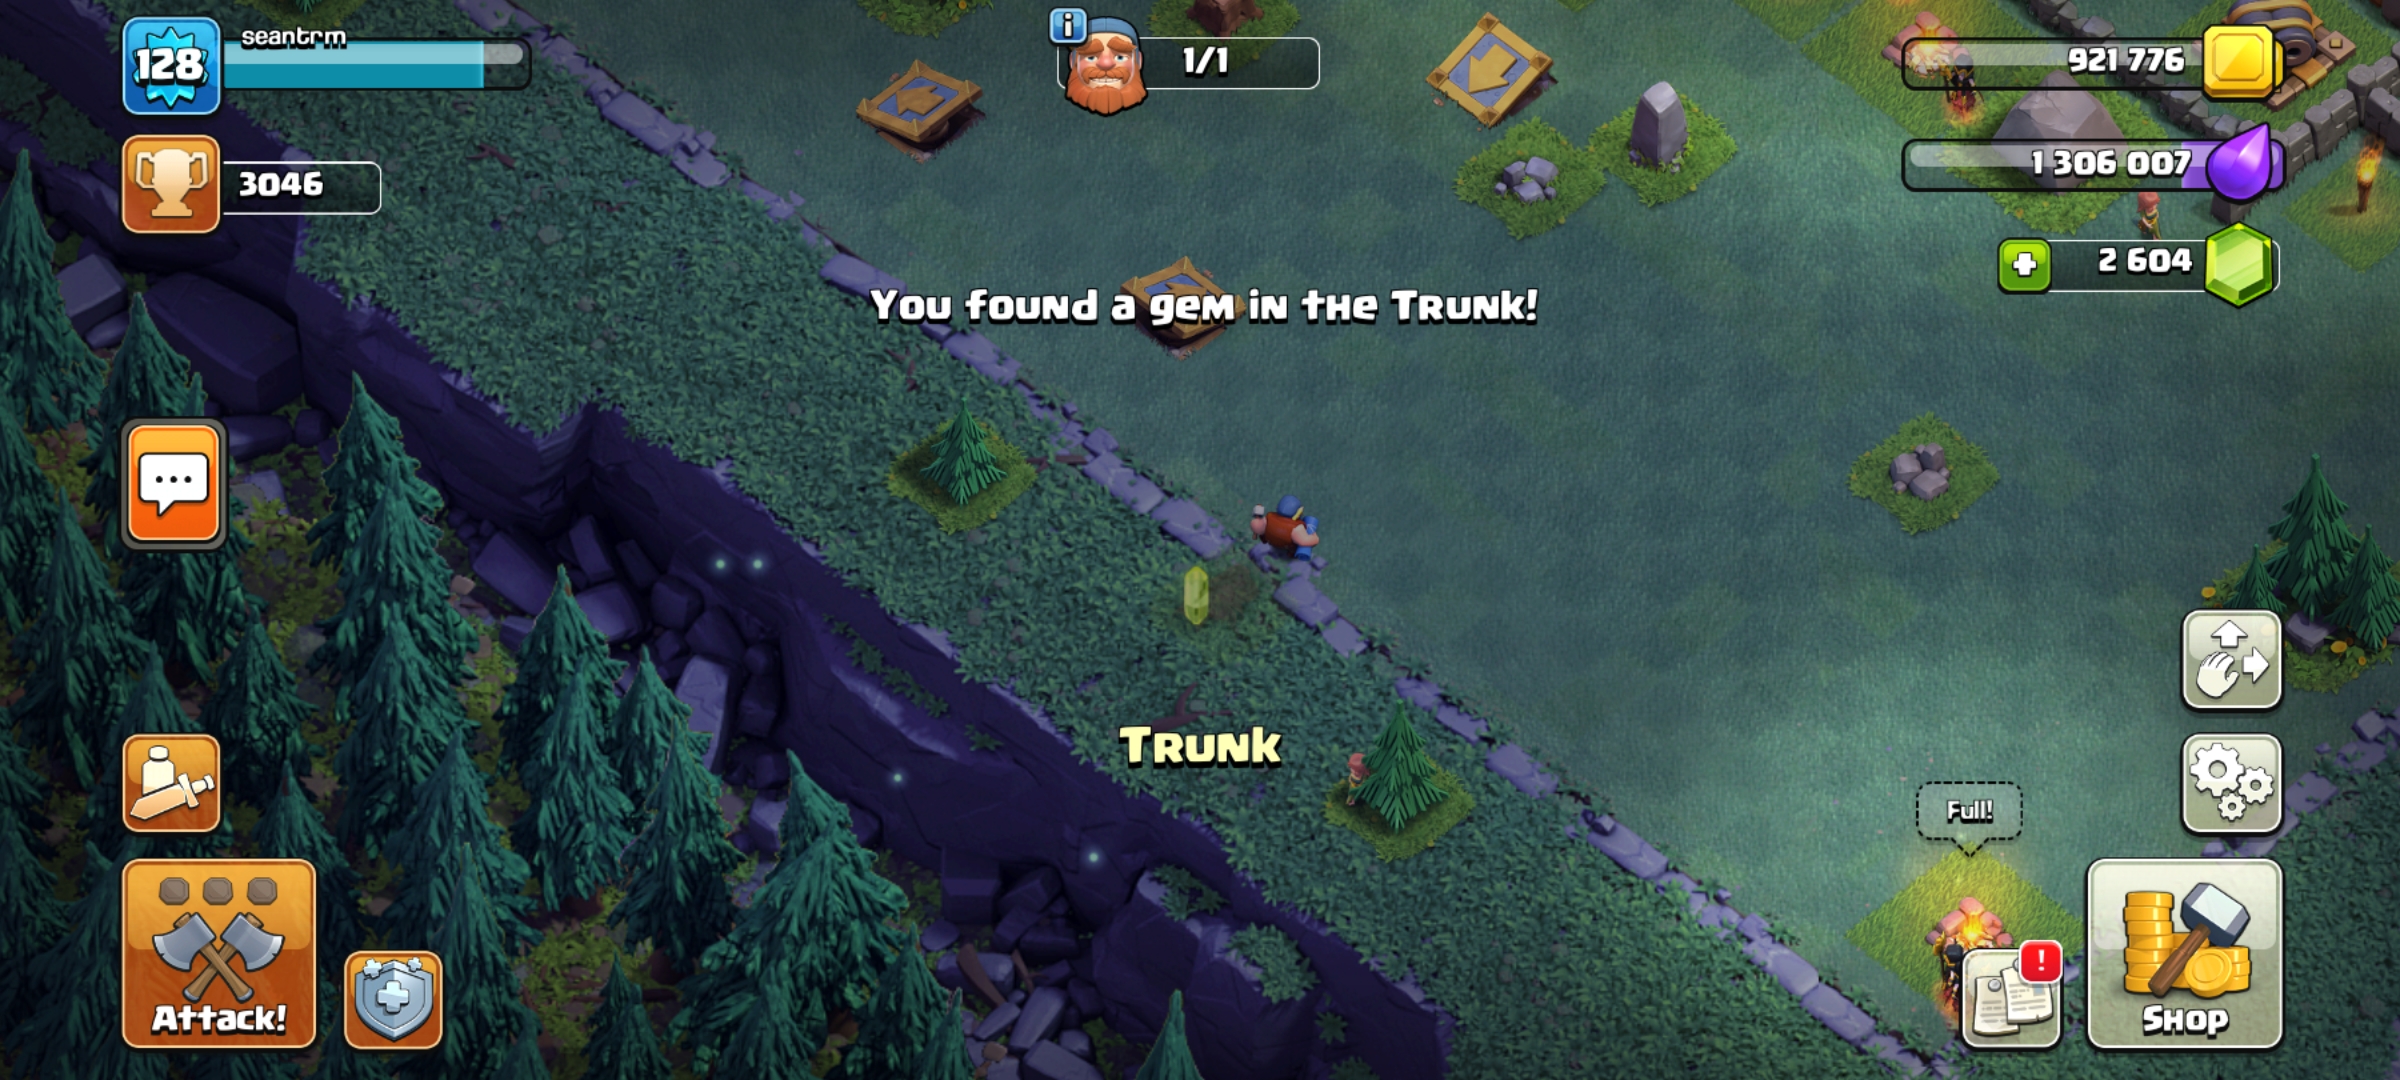 128
seantrm
1/1
921 776
3046
1 306 007
2 604
You found a gem in the Trunk!
Trunk
Full!
Attack!
Shop